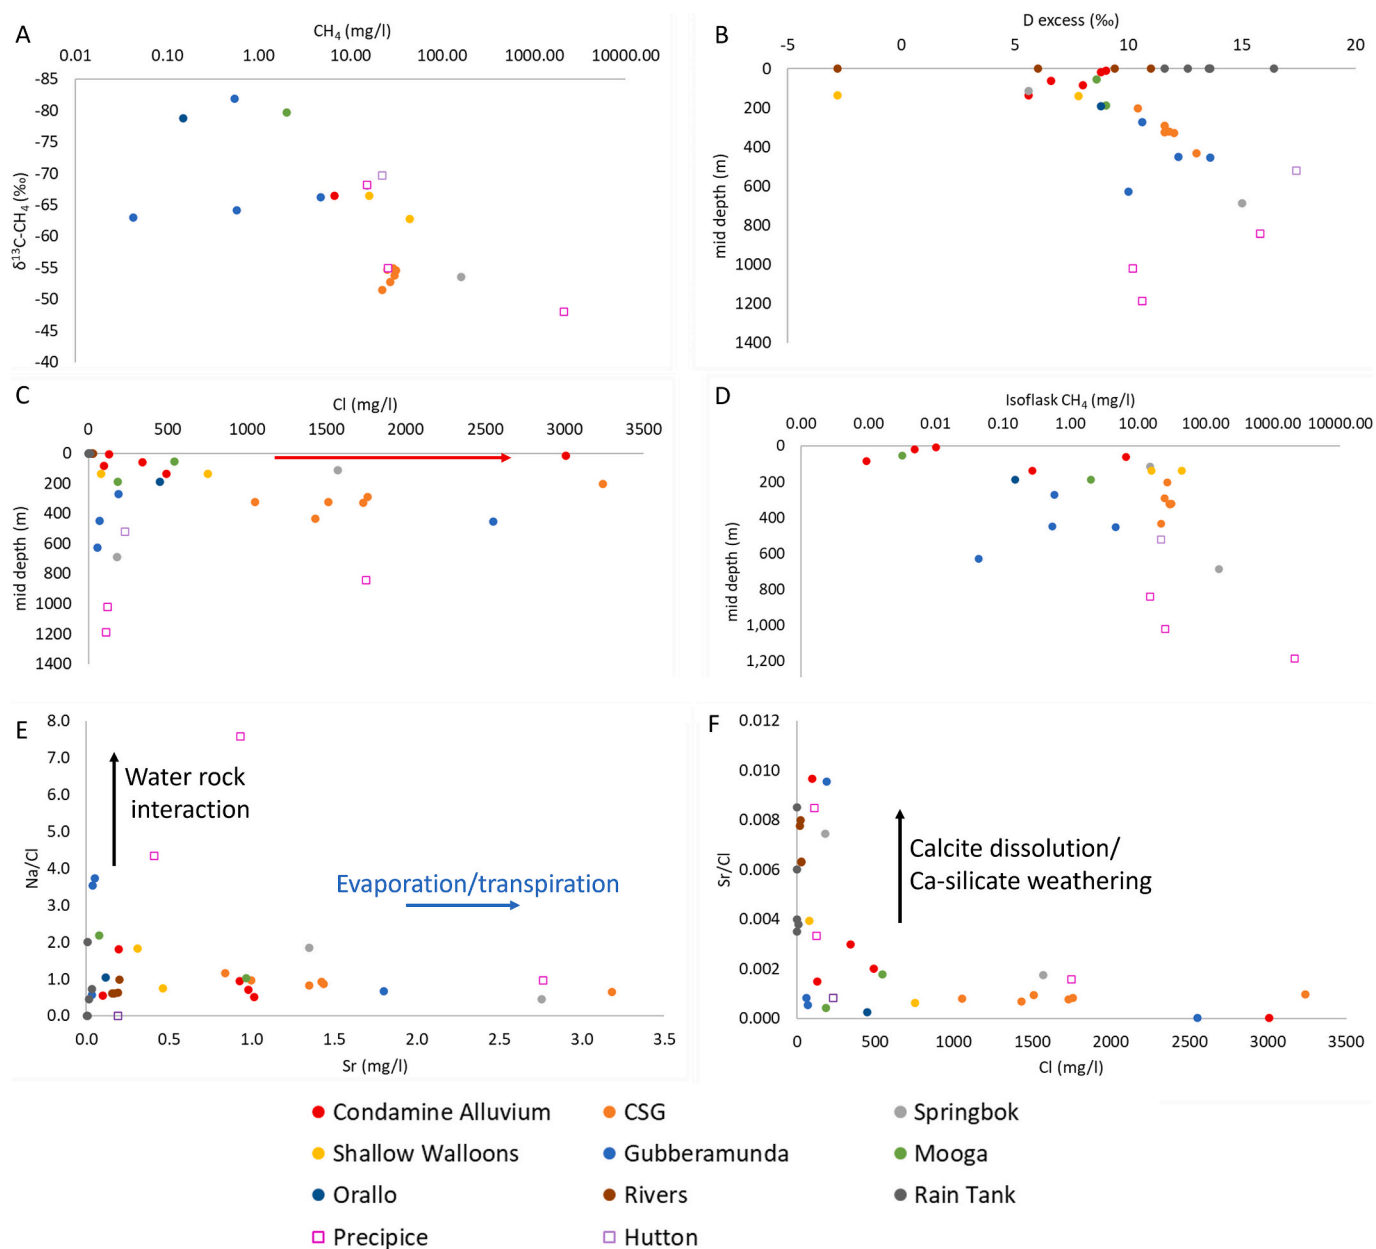 A
CH4 (mg/l)
0.01 0.10 1.00 10.00 100.00 1000.00 10000.00
-85
-80
-75
-70
-65
-60
-55
-50
-45
-40
δ13C-CH4 (‰)
B
D excess (‰)
-5 0 5 10 15 20
0
200
400
600
800
1000
1200
1400
mid depth (m)
C
Cl (mg/l)
0 500 1000 1500 2000 2500 3000 3500
0
200
400
600
800
1000
1200
1400
mid depth (m)
D
Isoflask CH4 (mg/l)
0.00 0.00 0.01 0.10 1.00 10.00 100.00 1000.00 10000.00
0
200
400
600
800
1,000
1,200
mid depth (m)
E
8.0
7.0
6.0
5.0
4.0
3.0
2.0
1.0
0.0
Na/Cl
Water rock
interaction
Evaporation/transpiration
0.0 0.5 1.0 1.5 2.0 2.5 3.0 3.5
Sr (mg/l)
F
0.012
0.010
0.008
0.006
0.004
0.002
0.000
Sr/Cl
Calcite dissolution/
Ca-silicate weathering
0 500 1000 1500 2000 2500 3000 3500
Cl (mg/l)
Condamine Alluvium CSG Springbok
Shallow Walloons Gubberamunda Mooga
Orallo Rivers Rain Tank
Precipice Hutton